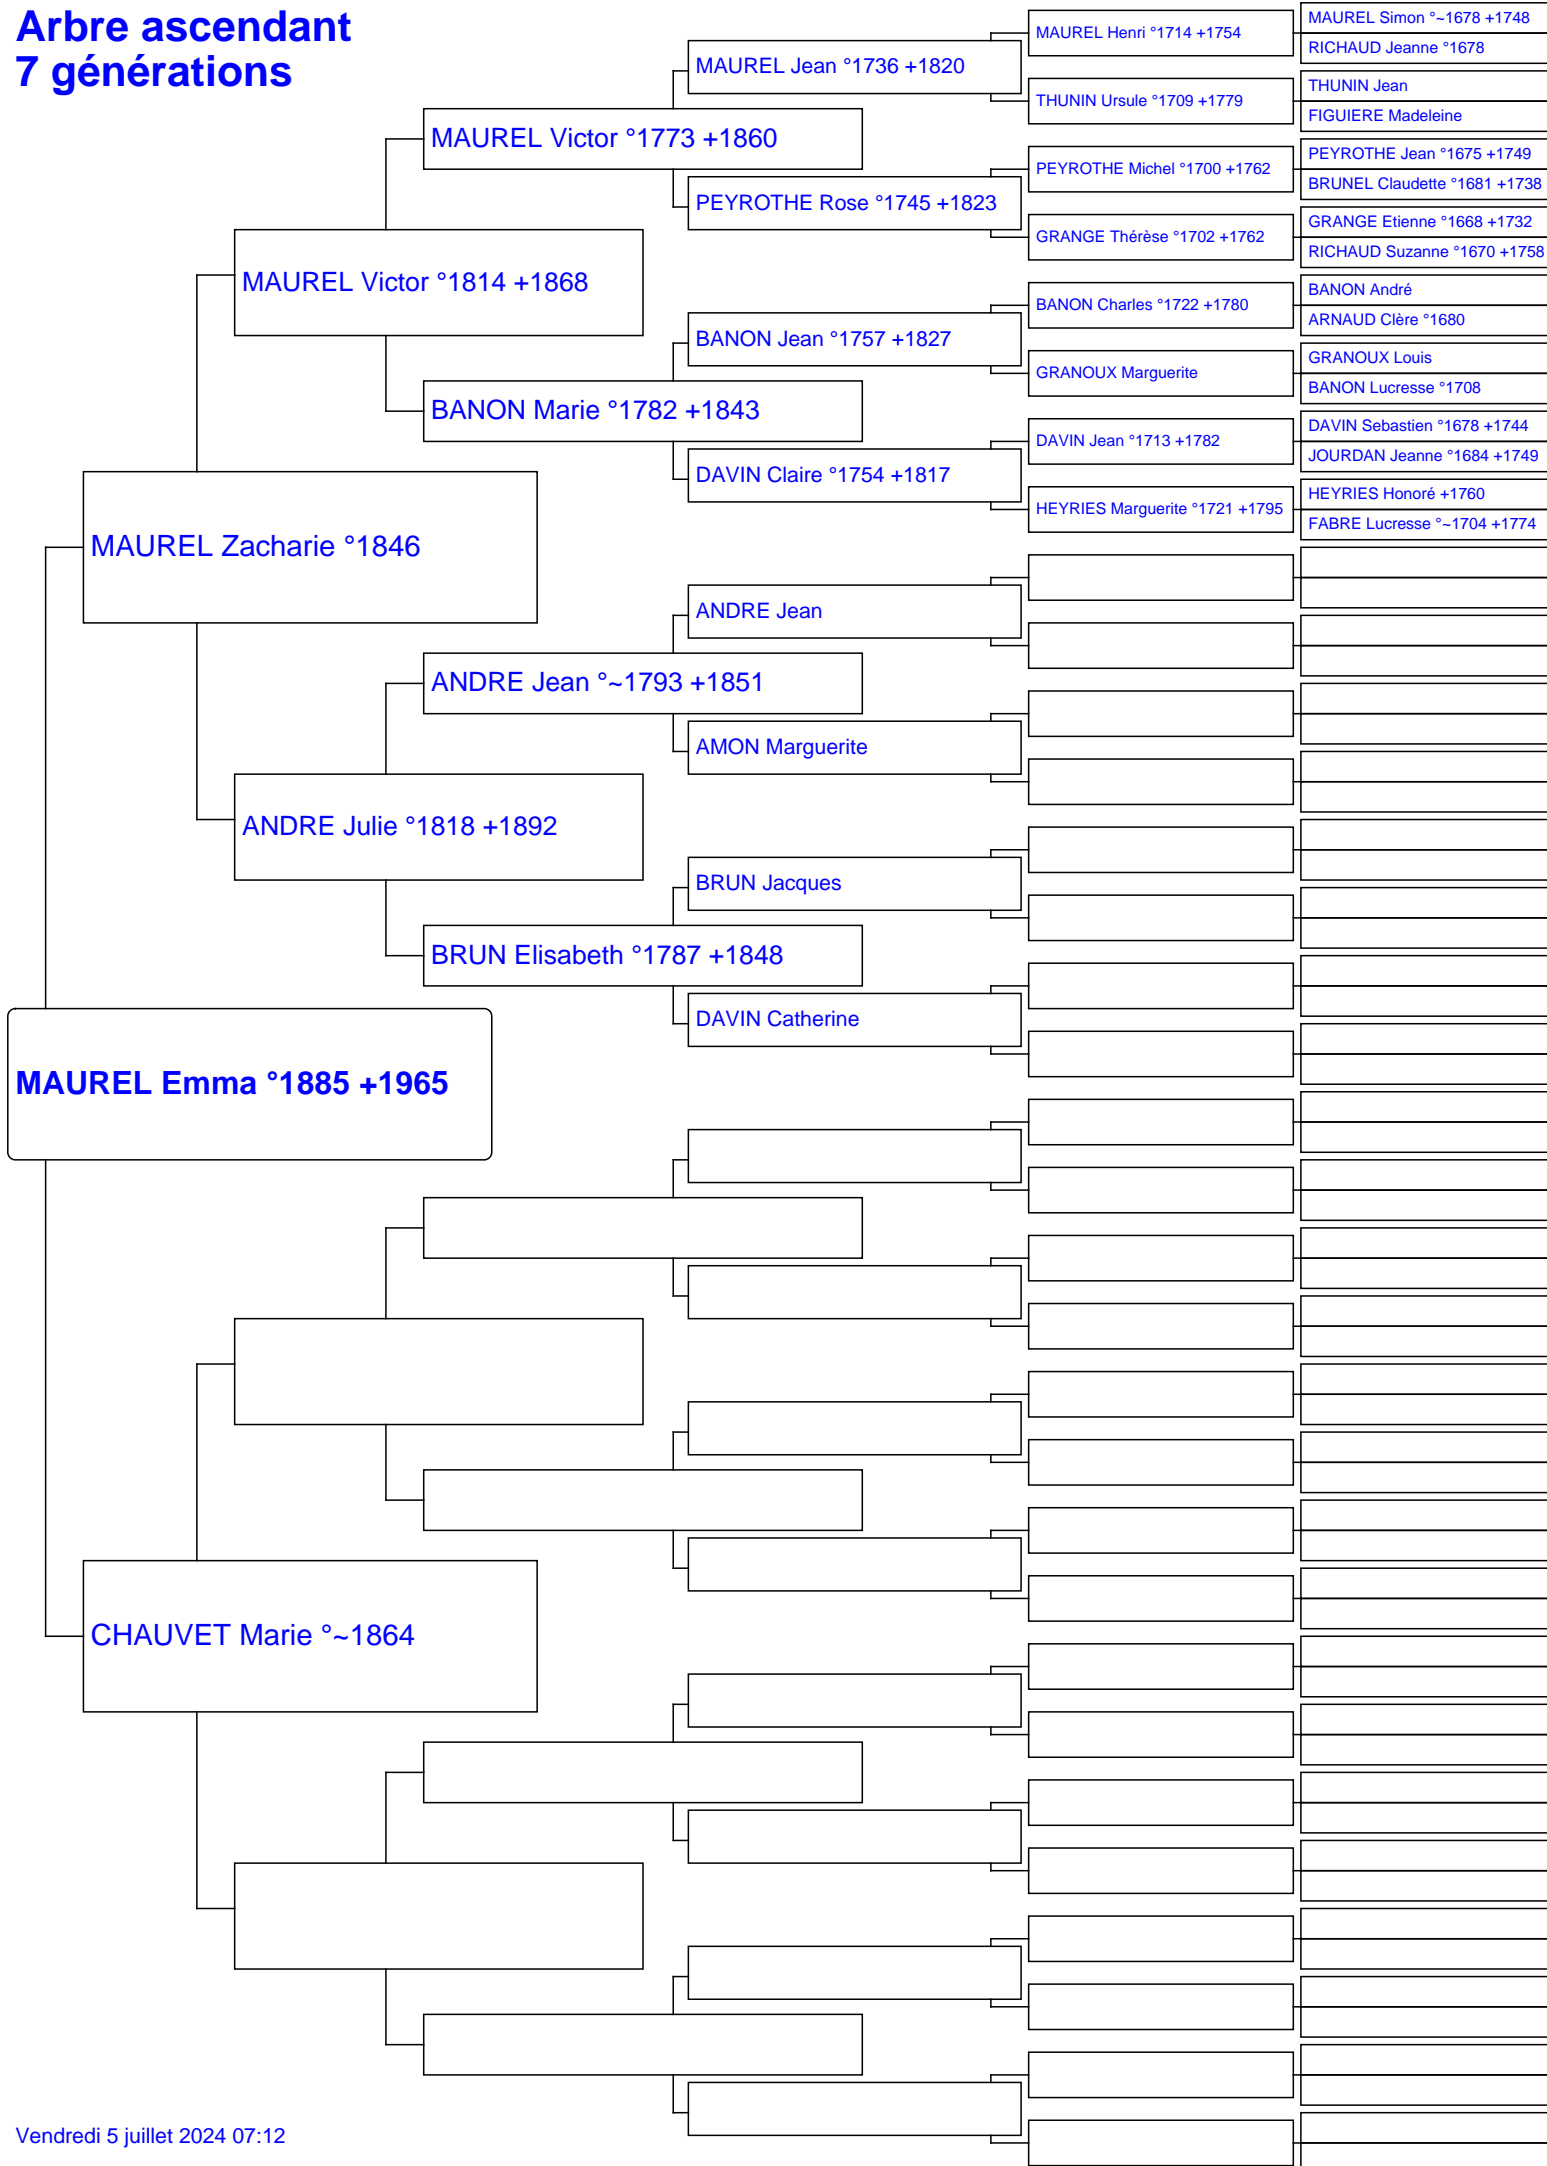 Arbre ascendant
7 générations
MAUREL Emma °1885 +1965
MAUREL Zacharie °1846
CHAUVET Marie °~1864
MAUREL Victor °1814 +1868
ANDRE Julie °1818 +1892
MAUREL Victor °1773 +1860
BANON Marie °1782 +1843
ANDRE Jean °~1793 +1851
BRUN Elisabeth °1787 +1848
MAUREL Jean °1736 +1820
PEYROTHE Rose °1745 +1823
BANON Jean °1757 +1827
DAVIN Claire °1754 +1817
ANDRE Jean
AMON Marguerite
BRUN Jacques
DAVIN Catherine
MAUREL Henri °1714 +1754
THUNIN Ursule °1709 +1779
PEYROTHE Michel °1700 +1762
GRANGE Thérèse °1702 +1762
BANON Charles °1722 +1780
GRANOUX Marguerite
DAVIN Jean °1713 +1782
HEYRIES Marguerite °1721 +1795
MAUREL Simon °~1678 +1748
RICHAUD Jeanne °1678
THUNIN Jean
FIGUIERE Madeleine
PEYROTHE Jean °1675 +1749
BRUNEL Claudette °1681 +1738
GRANGE Etienne °1668 +1732
RICHAUD Suzanne °1670 +1758
BANON André
ARNAUD Clère °1680
GRANOUX Louis
BANON Lucresse °1708
DAVIN Sebastien °1678 +1744
JOURDAN Jeanne °1684 +1749
HEYRIES Honoré +1760
FABRE Lucresse °~1704 +1774
Vendredi 5 juillet 2024 07:12